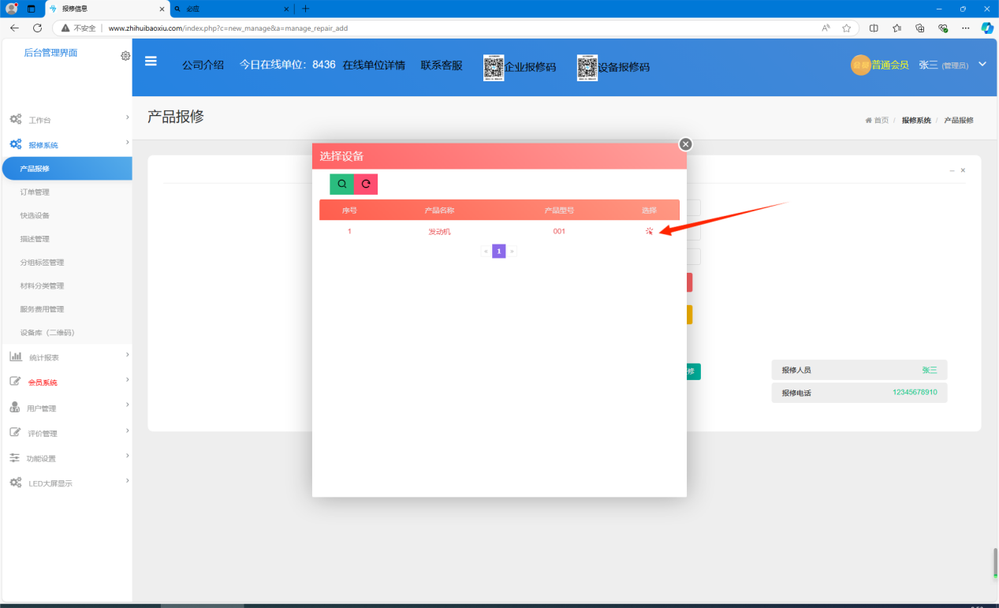 报修信息
必应
不安全 www.zhihuibaoxiu.com/index.php?c=new_manage&a=manage_repair_add
后台管理界面
公司介绍 今日在线单位：8436 在线单位详情 联系客服 企业报修码 设备报修码
普通会员 张三 (管理员)
工作台
报修系统
产品报修
订单管理
快选设备
描述管理
分组标签管理
材料分类管理
服务费用管理
设备库（二维码）
统计报表
会员系统
用户管理
评价管理
功能设置
LED大屏显示
产品报修
首页 / 报修系统 / 产品报修
选择设备
序号 产品名称 产品型号 选择
1 发动机 001
« 1 »
修
报修人员 张三
报修电话 12345678910